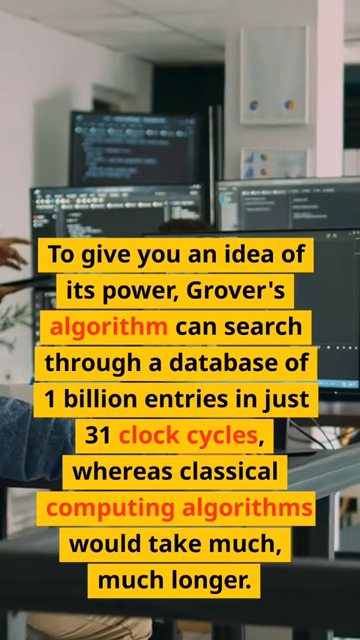 To give you an idea of
its power, Grover's
algorithm can search
through a database of
1 billion entries in just
31 clock cycles,
whereas classical
computing algorithms
would take much,
much longer.